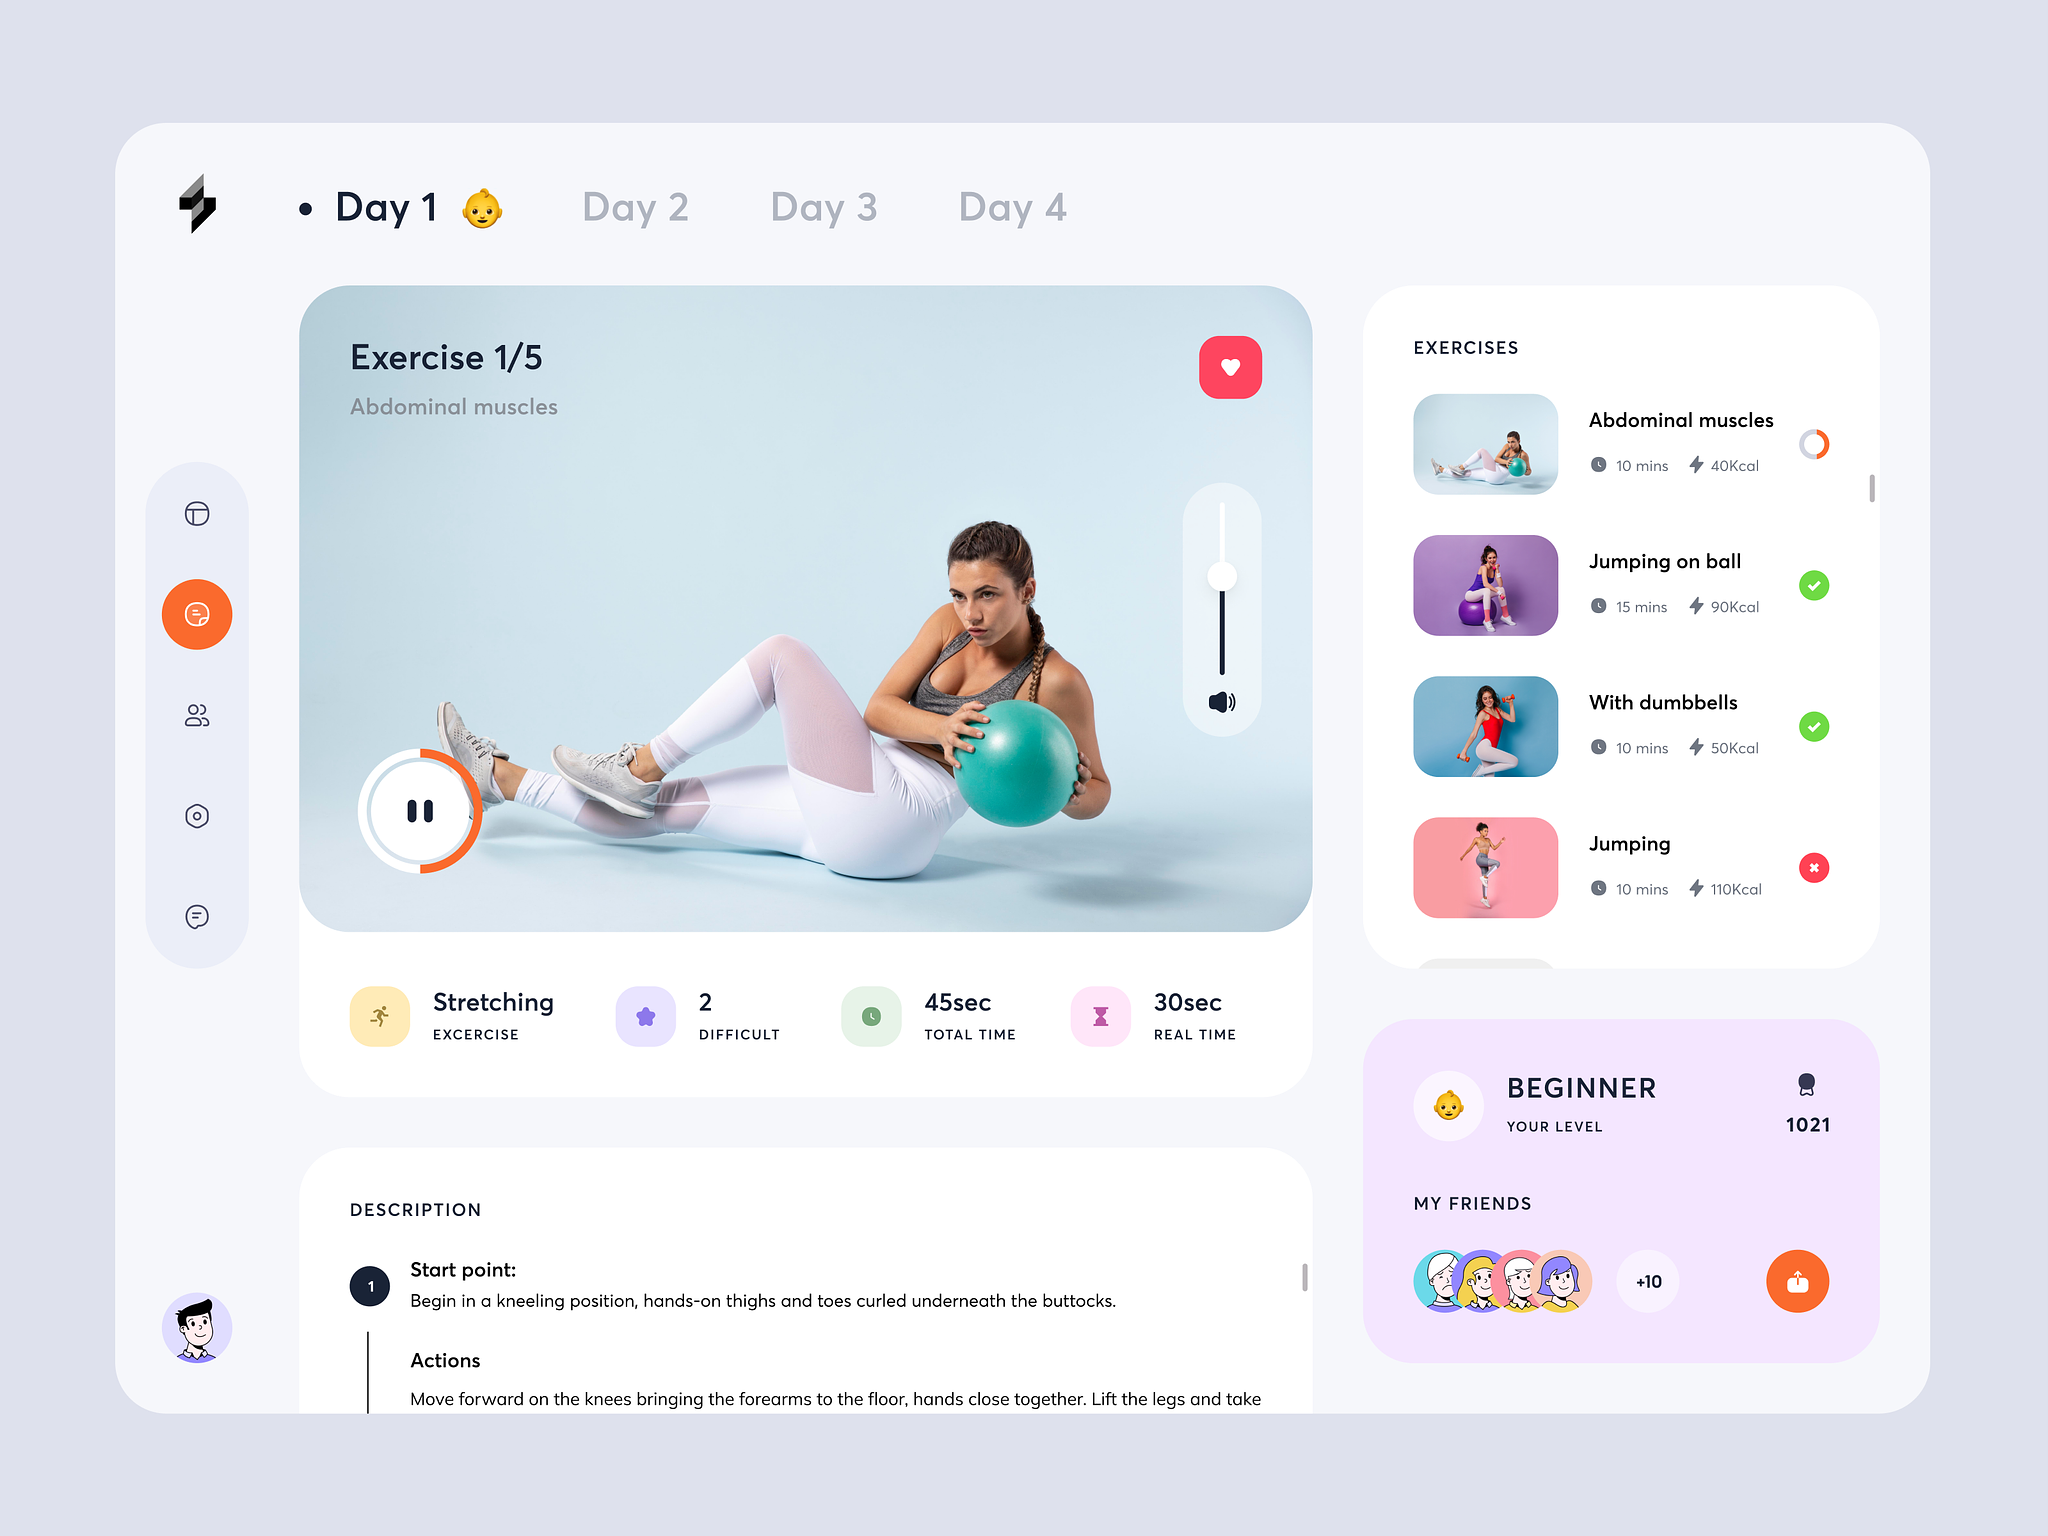 Day 1
Day 2
Day 3
Day 4
Exercise 1/5
Abdominal muscles
Stretching
EXCERCISE
2
DIFFICULT
45sec
TOTAL TIME
30sec
REAL TIME
DESCRIPTION
1
Start point:
Begin in a kneeling position, hands-on thighs and toes curled underneath the buttocks.
Actions
Move forward on the knees bringing the forearms to the floor, hands close together. Lift the legs and take
EXERCISES
Abdominal muscles
10 mins 40Kcal
Jumping on ball
15 mins 90Kcal
With dumbbells
10 mins 50Kcal
Jumping
10 mins 110Kcal
BEGINNER
YOUR LEVEL
1021
MY FRIENDS
+10